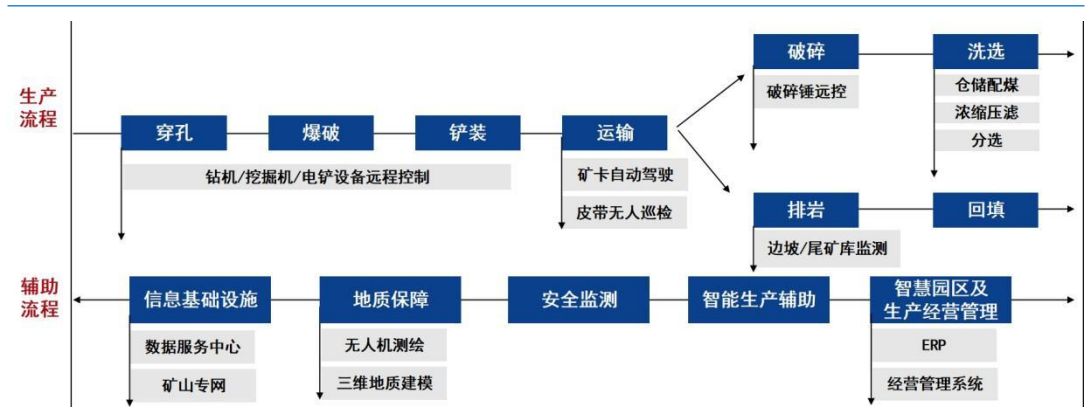 生产
流程
穿孔
爆破
铲装
运输
破碎
洗选
破碎锤远控
仓储配煤
浓缩压滤
分选
钻机/挖掘机/电铲设备远程控制
矿卡自动驾驶
皮带无人巡检
排岩
回填
边坡/尾矿库监测
辅助
流程
信息基础设施
地质保障
安全监测
智能生产辅助
智慧园区及
生产经营管理
数据服务中心
矿山专网
无人机测绘
三维地质建模
ERP
经营管理系统